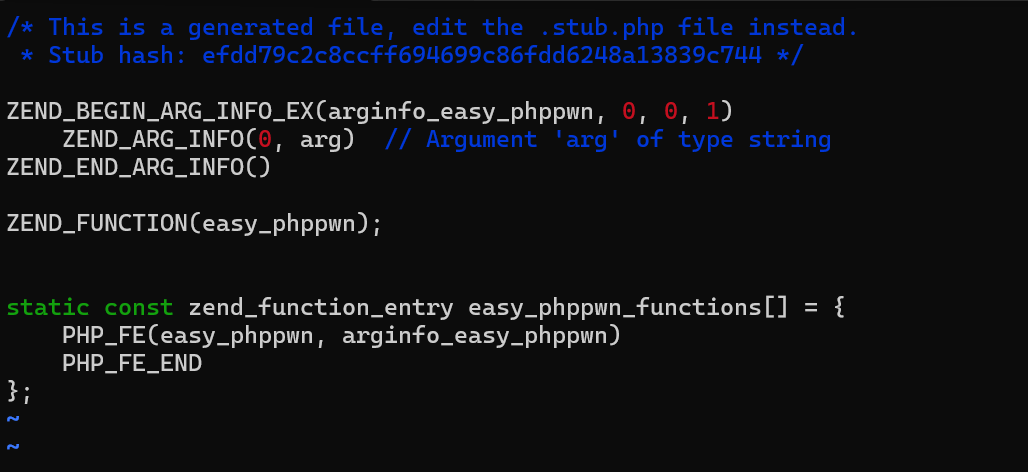 /* This is a generated file, edit the .stub.php file instead.
 * Stub hash: efdd79c2c8ccff694699c86fdd6248a13839c744 */
ZEND_BEGIN_ARG_INFO_EX(arginfo_easy_phppwn, 0, 0, 1)
    ZEND_ARG_INFO(0, arg)  // Argument 'arg' of type string
ZEND_END_ARG_INFO()
ZEND_FUNCTION(easy_phppwn);
static const zend_function_entry easy_phppwn_functions[] = {
    PHP_FE(easy_phppwn, arginfo_easy_phppwn)
    PHP_FE_END
};
~
~